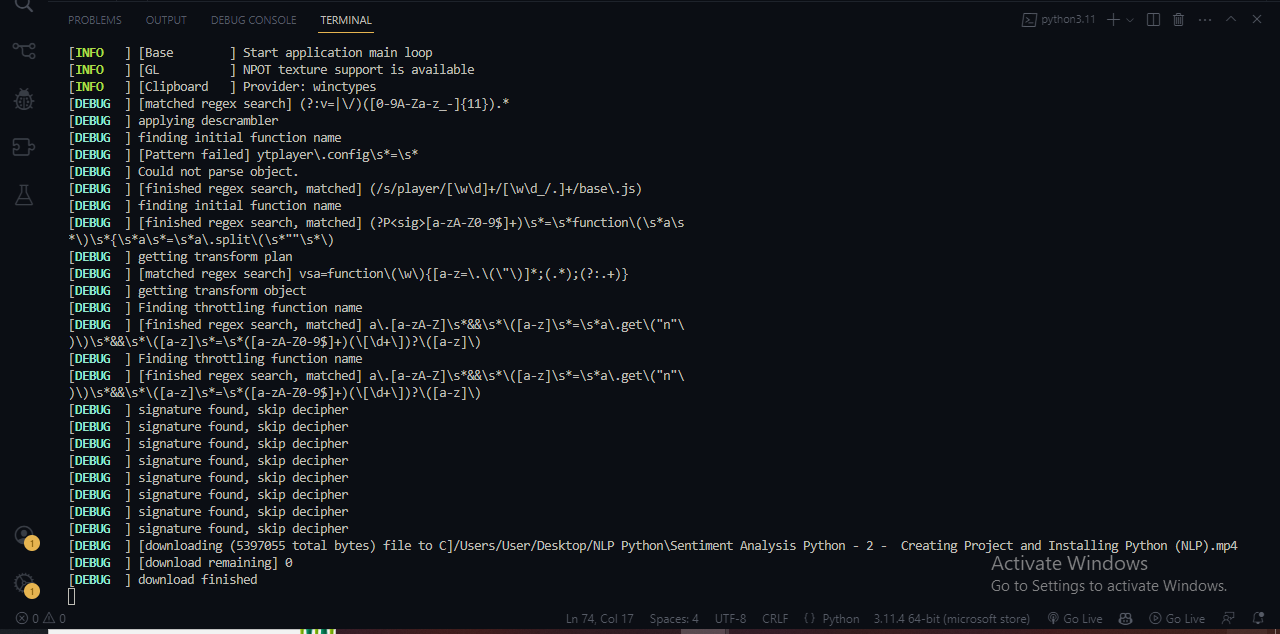 PROBLEMS OUTPUT DEBUG CONSOLE TERMINAL python3.11
[INFO   ] [Base        ] Start application main loop
[INFO   ] [GL          ] NPOT texture support is available
[INFO   ] [Clipboard   ] Provider: winctypes
[DEBUG  ] [matched regex search] (?:v=|\/)([0-9A-Za-z_-]{11}).*
[DEBUG  ] applying descrambler
[DEBUG  ] finding initial function name
[DEBUG  ] [Pattern failed] ytplayer\.config\s*=\s*
[DEBUG  ] Could not parse object.
[DEBUG  ] [finished regex search, matched] (/s/player/[\w\d]+/[\w\d_/.]+/base\.js)
[DEBUG  ] finding initial function name
[DEBUG  ] [finished regex search, matched] (?P<sig>[a-zA-Z0-9$]+)\s*=\s*function\(\s*a\s
*\)\s*{\s*a\s*=\s*a\.split\(\s*""\s*\)
[DEBUG  ] getting transform plan
[DEBUG  ] [matched regex search] vsa=function\(\w\){[a-z=\.\(\"\)]*;(.*);(?:.+)}
[DEBUG  ] getting transform object
[DEBUG  ] Finding throttling function name
[DEBUG  ] [finished regex search, matched] a\.[a-zA-Z]\s*&&\s*\([a-z]\s*=\s*a\.get\("n"\
)\)\s*&&\s*\([a-z]\s*=\s*([a-zA-Z0-9$]+)(\[\d+\])?\([a-z]\)
[DEBUG  ] Finding throttling function name
[DEBUG  ] [finished regex search, matched] a\.[a-zA-Z]\s*&&\s*\([a-z]\s*=\s*a\.get\("n"\
)\)\s*&&\s*\([a-z]\s*=\s*([a-zA-Z0-9$]+)(\[\d+\])?\([a-z]\)
[DEBUG  ] signature found, skip decipher
[DEBUG  ] signature found, skip decipher
[DEBUG  ] signature found, skip decipher
[DEBUG  ] signature found, skip decipher
[DEBUG  ] signature found, skip decipher
[DEBUG  ] signature found, skip decipher
[DEBUG  ] signature found, skip decipher
[DEBUG  ] signature found, skip decipher
[DEBUG  ] [downloading (5397055 total bytes) file to C]/Users/User/Desktop/NLP Python\Sentiment Analysis Python - 2 -  Creating Project and Installing Python (NLP).mp4
[DEBUG  ] [download remaining] 0
[DEBUG  ] download finished
Activate Windows
Go to Settings to activate Windows.
1
1
0 0 Ln 74, Col 17 Spaces: 4 UTF-8 CRLF Python 3.11.4 64-bit (microsoft store) Go Live Go Live